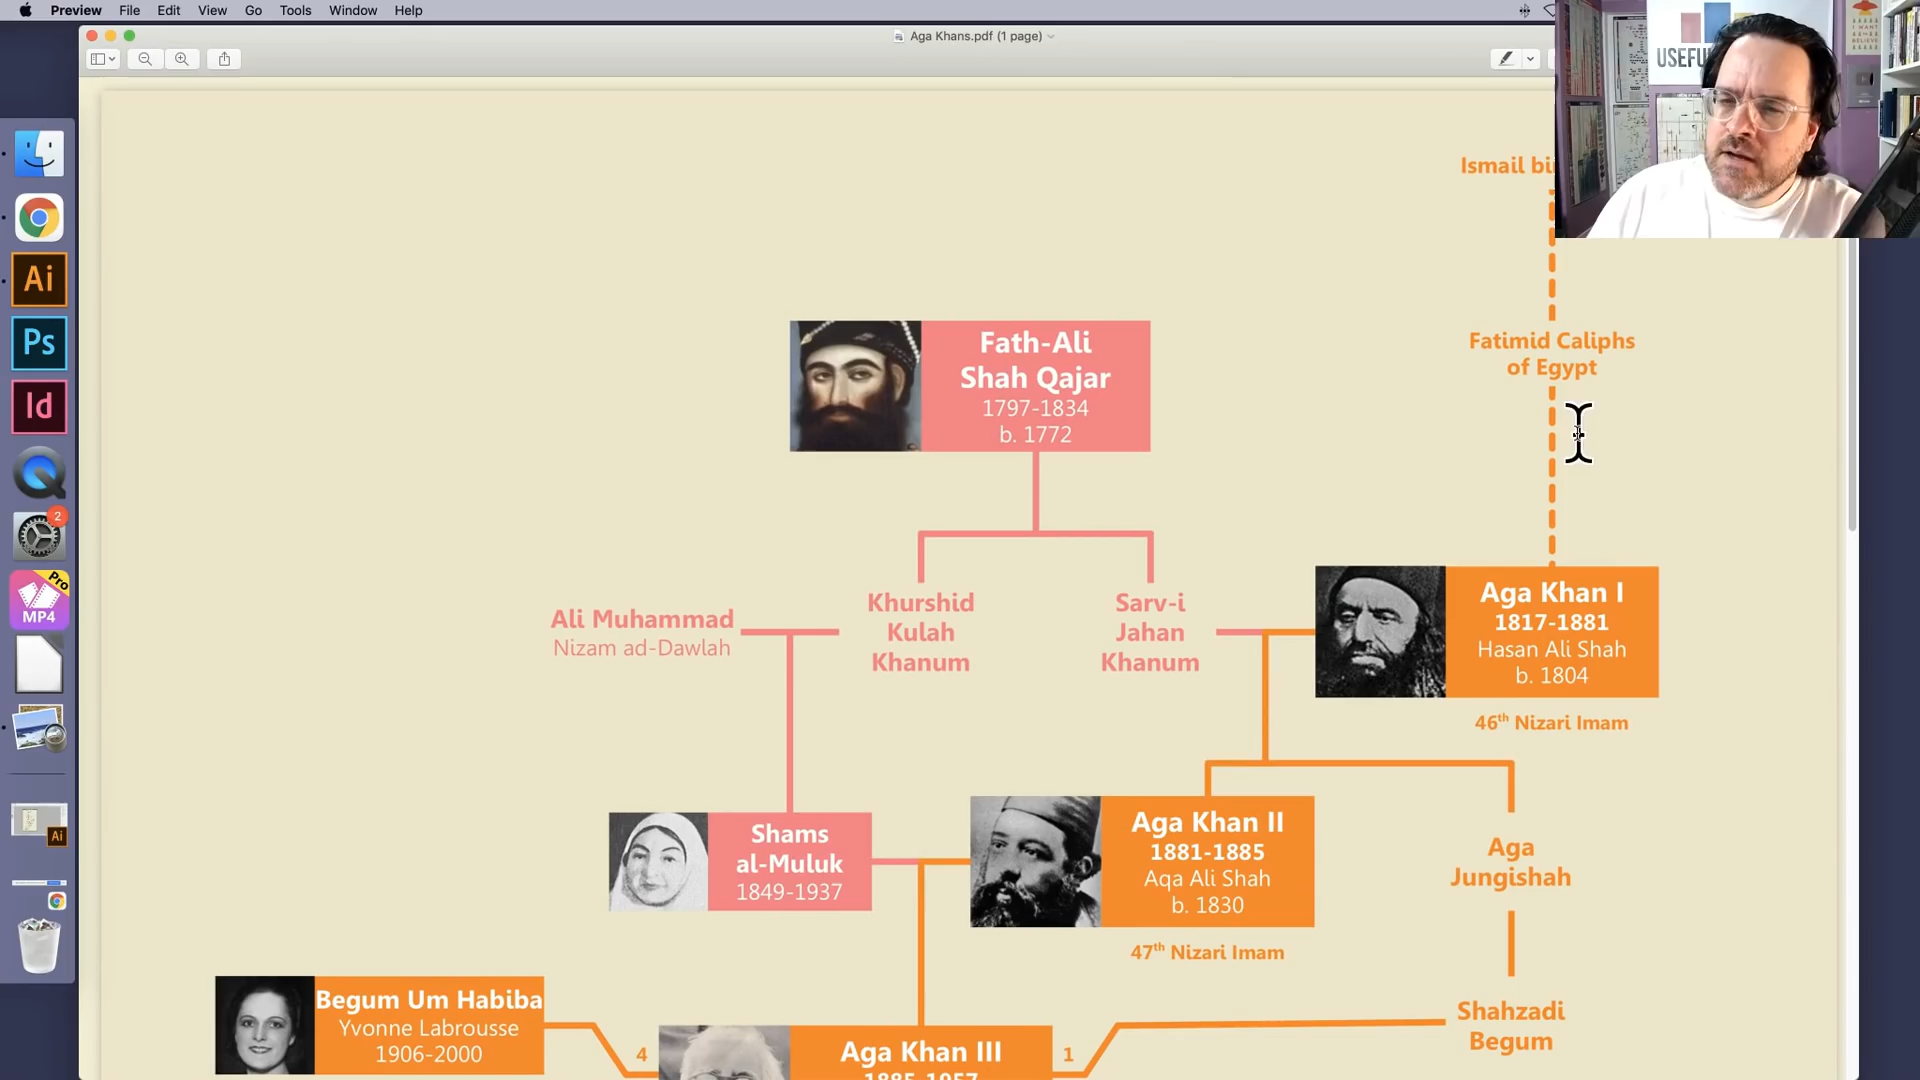 Preview File Edit View Go Tools Window Help
Aga Khans.pdf (1 page)
USEFU
Ismail bi
Fatimid Caliphs
of Egypt
Fath-Ali
Shah Qajar
1797-1834
b. 1772
Ali Muhammad
Nizam ad-Dawlah
Khurshid
Kulah
Khanum
Sarv-i
Jahan
Khanum
Aga Khan I
1817-1881
Hasan Ali Shah
b. 1804
46th Nizari Imam
Shams
al-Muluk
1849-1937
Aga Khan II
1881-1885
Aqa Ali Shah
b. 1830
47th Nizari Imam
Aga
Jungishah
Begum Um Habiba
Yvonne Labrousse
1906-2000
4
Aga Khan III
1885-1957
1
Shahzadi
Begum
Ai
Ps
Id
2
Pro
MP4
Ai
I WANT
BELIEVE